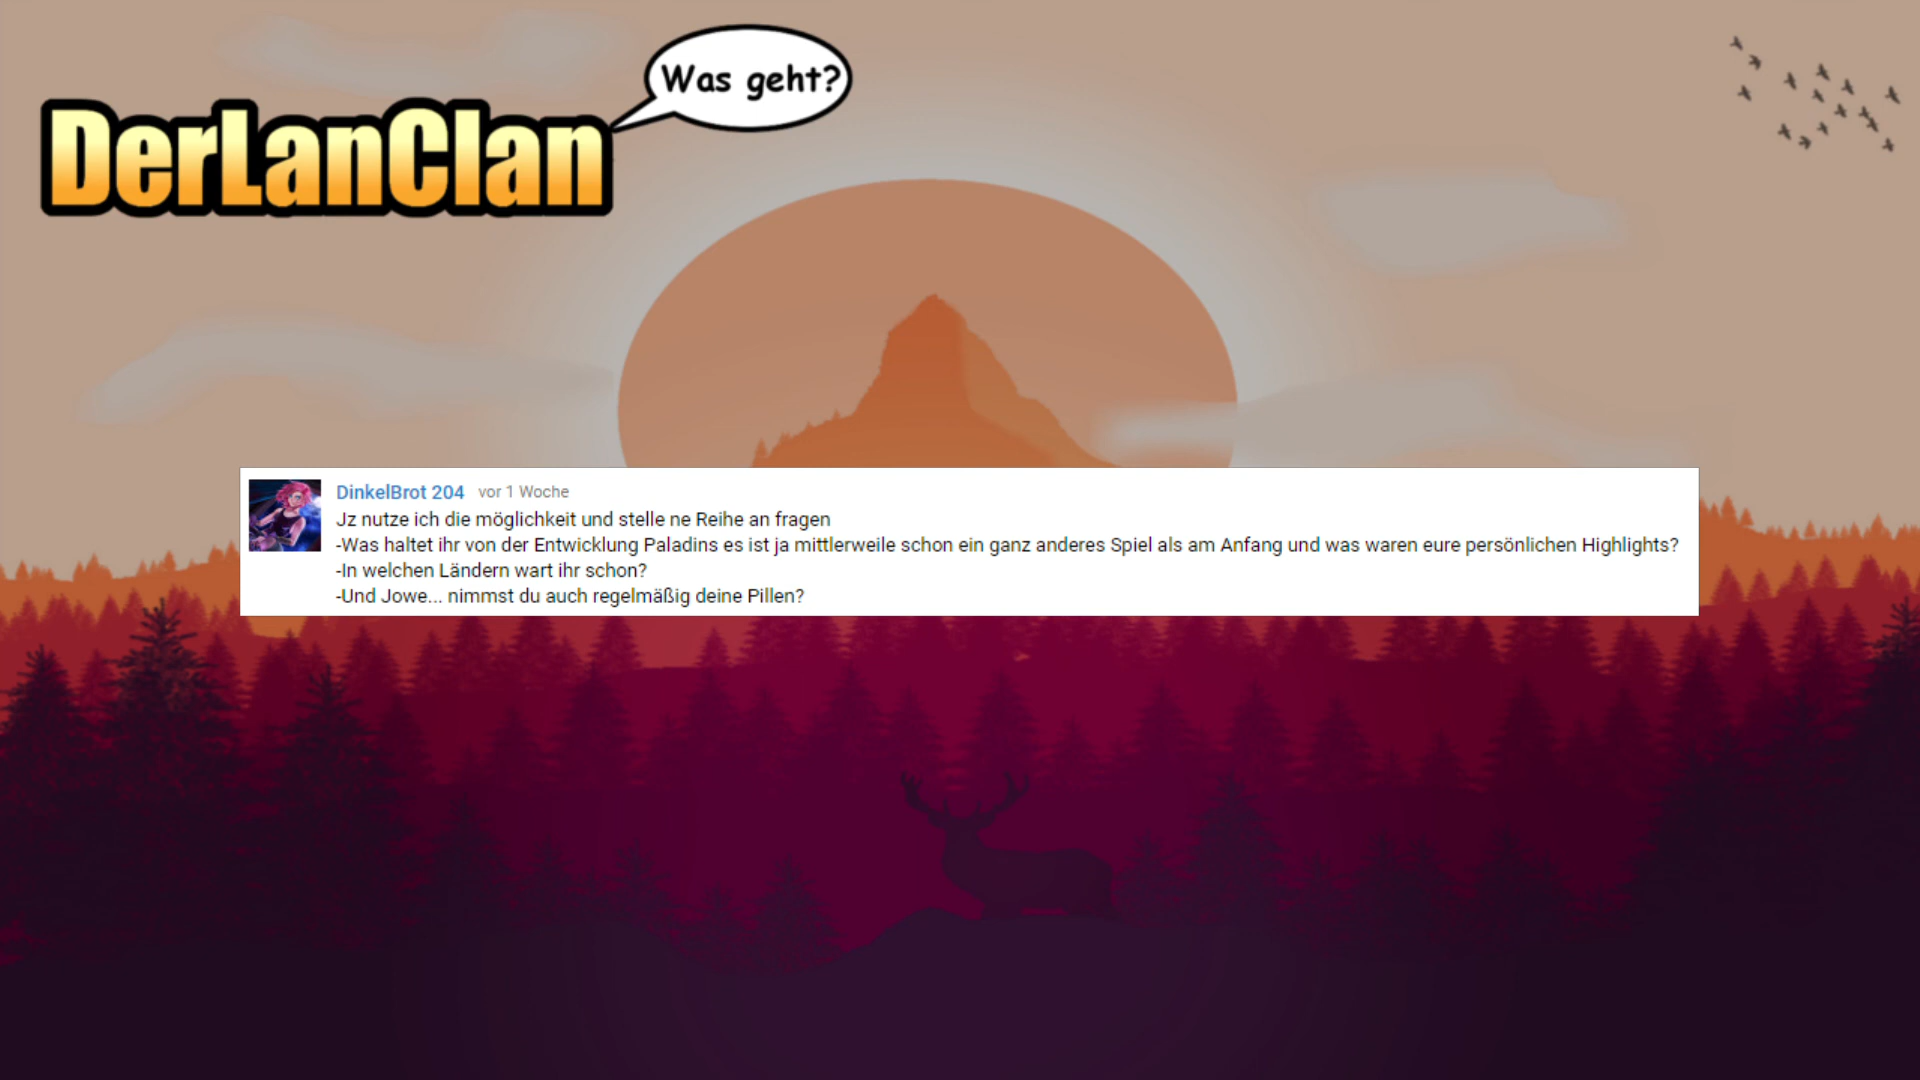 Was geht?
DerLanClan
DinkelBrot 204 vor 1 Woche
Jz nutze ich die möglichkeit und stelle ne Reihe an fragen
-Was haltet ihr von der Entwicklung Paladins es ist ja mittlerweile schon ein ganz anderes Spiel als am Anfang und was waren eure persönlichen Highlights?
-In welchen Ländern wart ihr schon?
-Und Jowe... nimmst du auch regelmäßig deine Pillen?